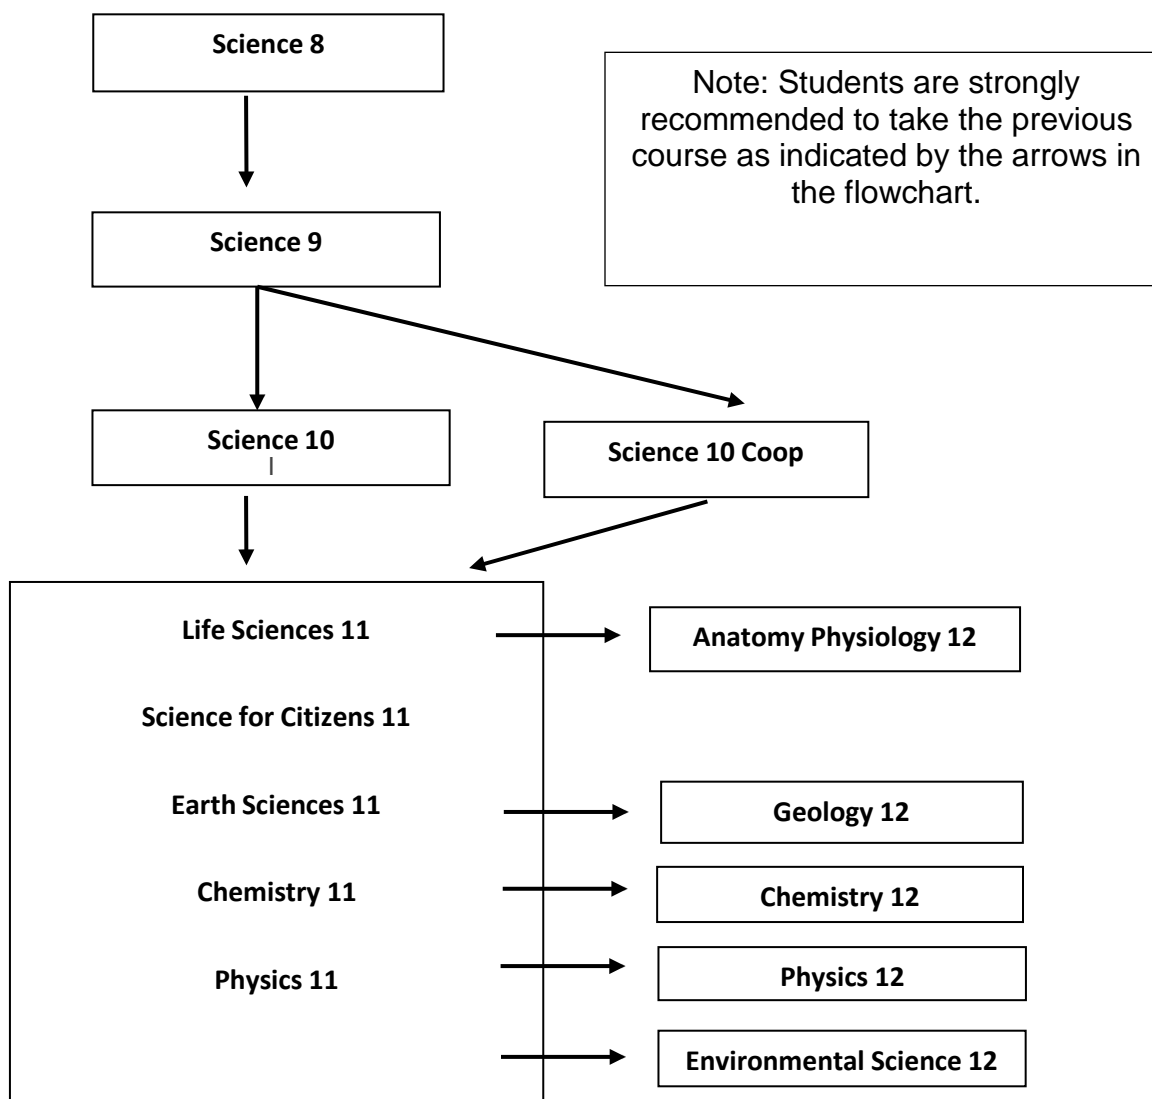 Science 8
Note: Students are strongly
recommended to take the previous
course as indicated by the arrows in
the flowchart.
Science 9
Science 10
Science 10 Coop
Life Sciences 11
Anatomy Physiology 12
Science for Citizens 11
Earth Sciences 11
Geology 12
Chemistry 11
Chemistry 12
Physics 11
Physics 12
Environmental Science 12